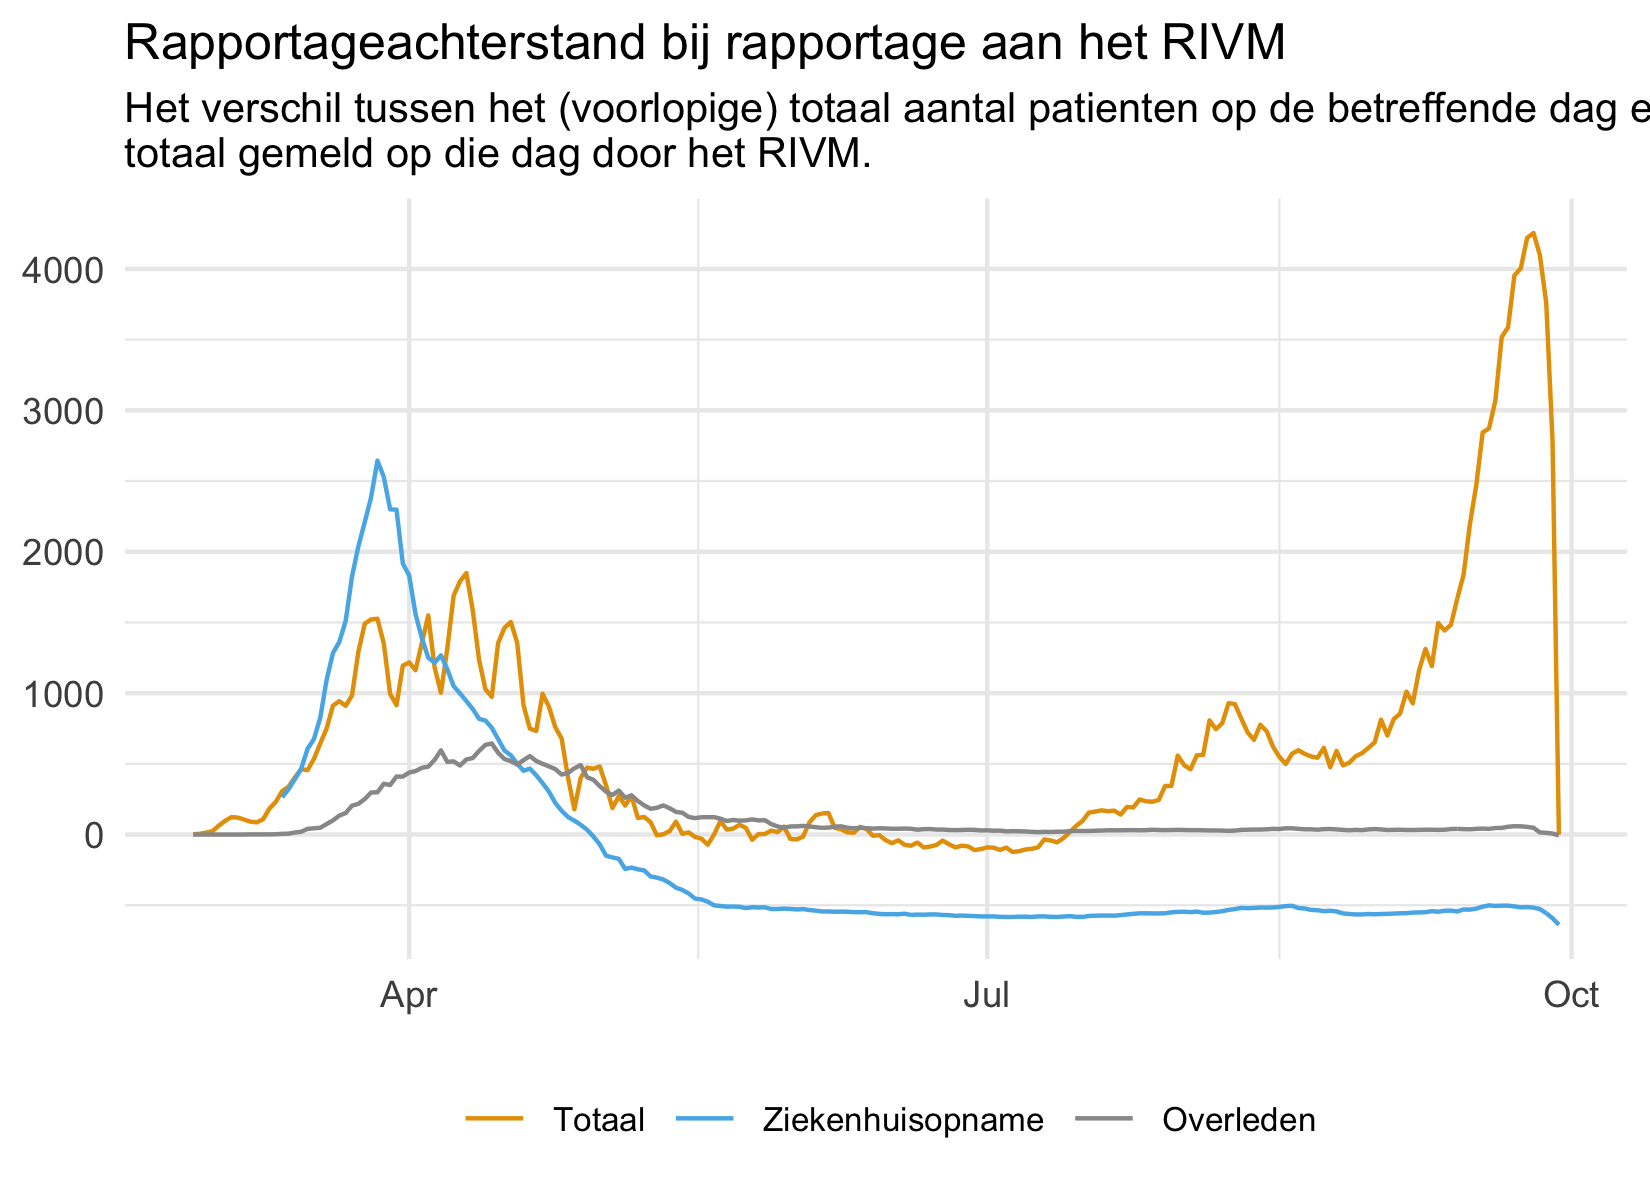 Rapportageachterstand bij rapportage aan het RIVM
Het verschil tussen het (voorlopige) totaal aantal patienten op de betreffende dag e
totaal gemeld op die dag door het RIVM.
4000
3000
2000
1000
0
Apr Jul Oct
Totaal Ziekenhuisopname Overleden